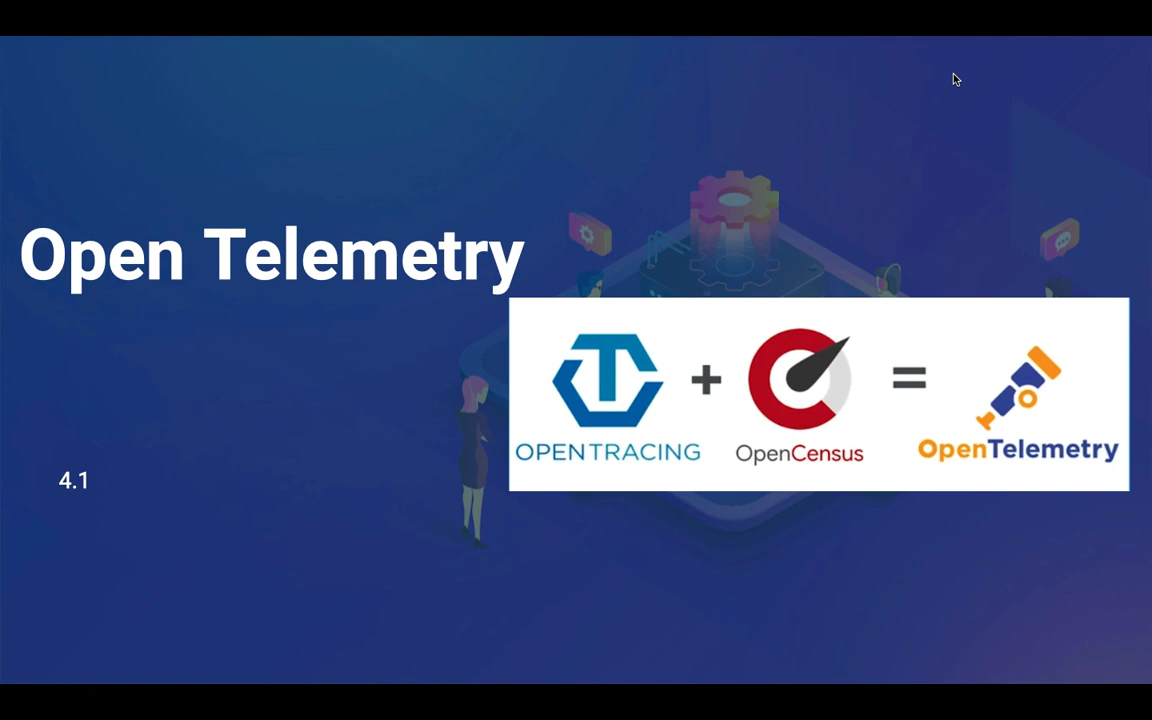 Open Telemetry
OPENTRACING
+
OpenCensus
=
OpenTelemetry
4.1